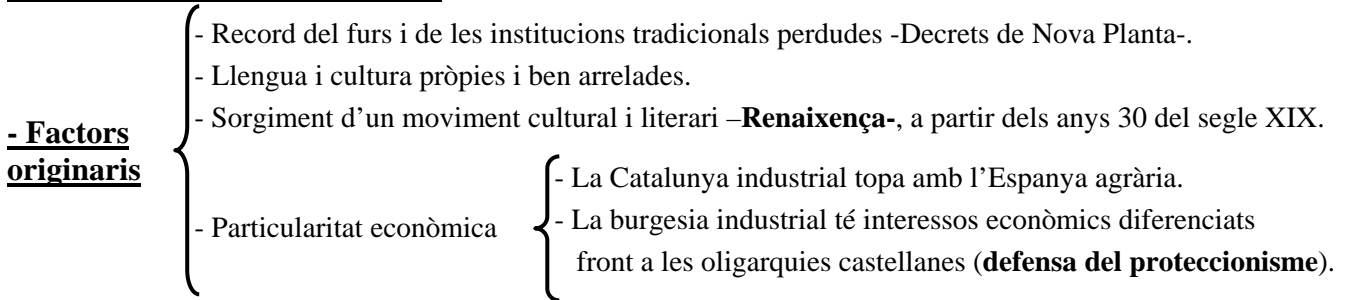 - Record del furs i de les institucions tradicionals perdudes -Decrets de Nova Planta-.
- Llengua i cultura pròpies i ben arrelades.
- Sorgiment d’un moviment cultural i literari –Renaixença-, a partir dels anys 30 del segle XIX.
- Factors
originaris
- La Catalunya industrial topa amb l’Espanya agrària.
- Particularitat econòmica
- La burgesia industrial té interessos econòmics diferenciats
front a les oligarquies castellanes (defensa del proteccionisme).